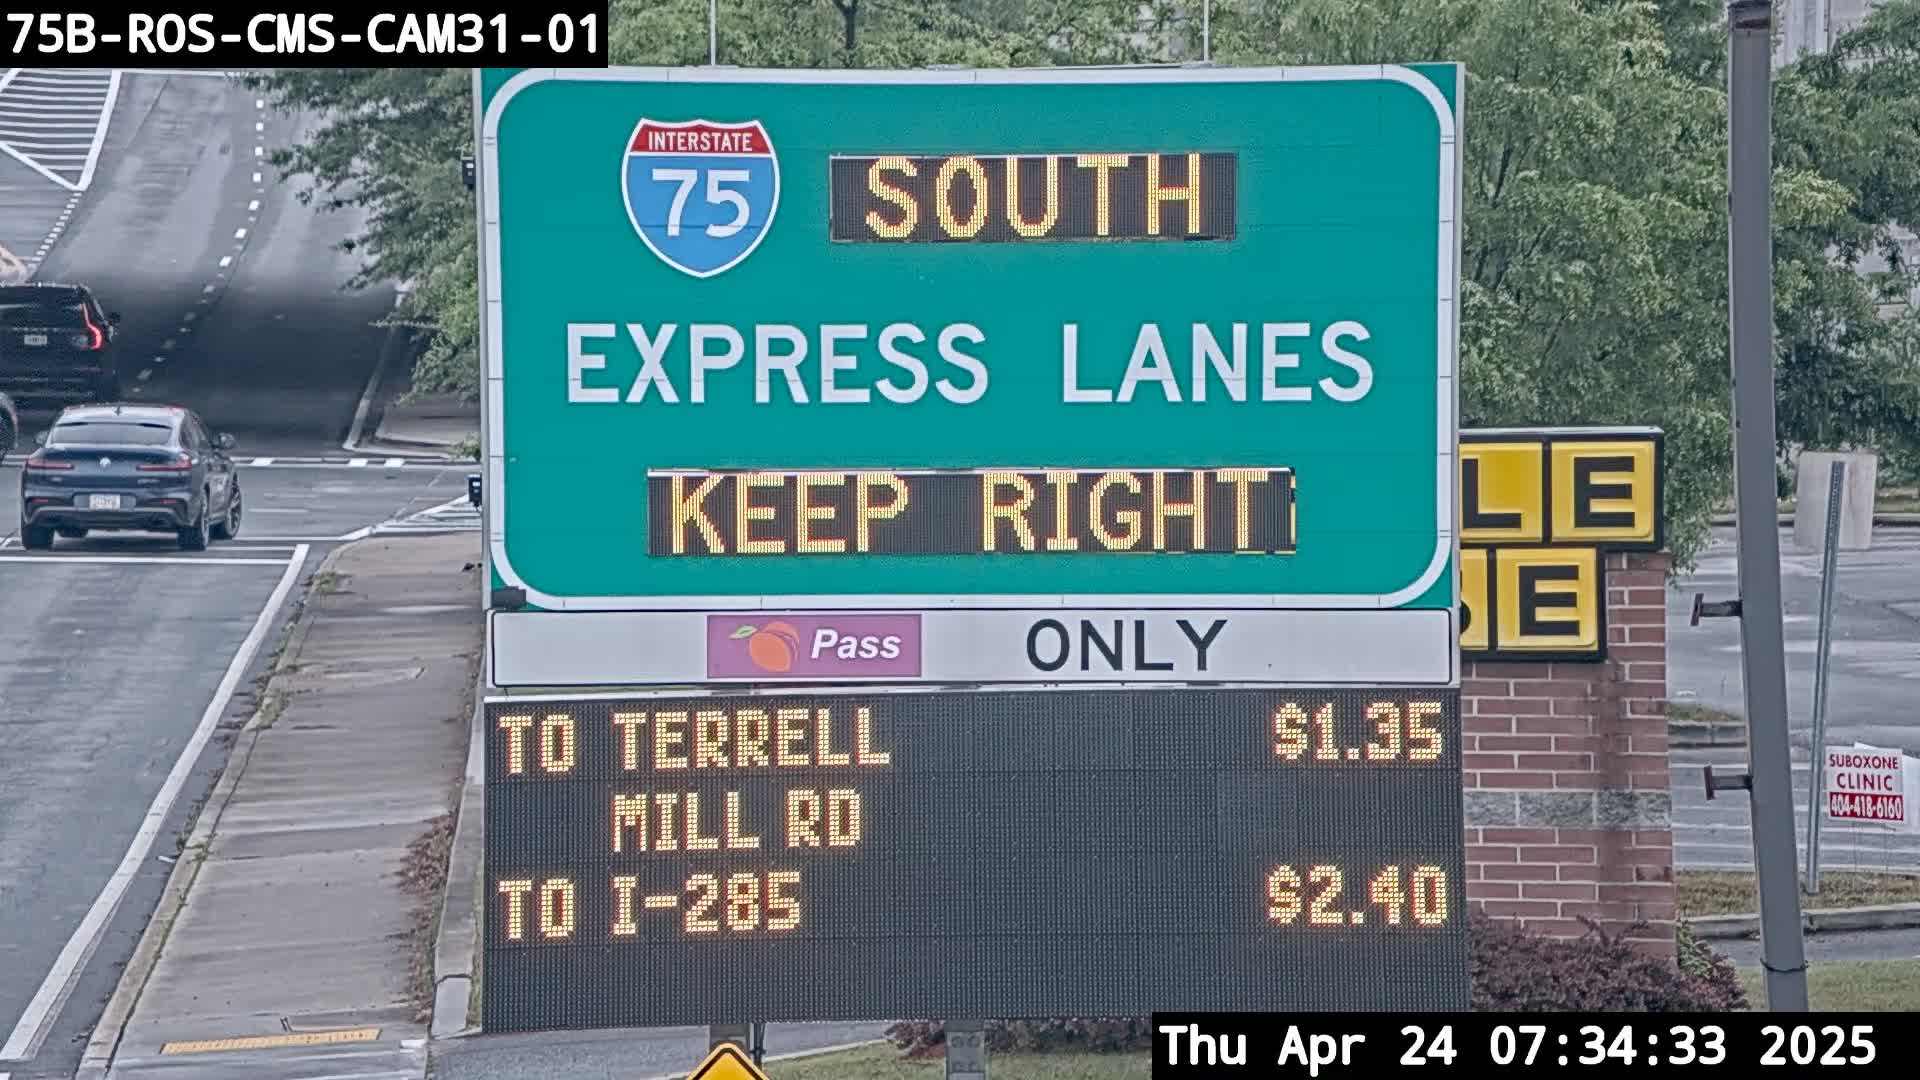 75B-ROS-CMS-CAM31-01
INTERSTATE
75
SOUTH
EXPRESS LANES
KEEP RIGHT
Pass ONLY
TO TERRELL $1.35
MILL RD
TO I-285 $2.40
LE
E
SUBOXONE
CLINIC
404-418-6160
Thu Apr 24 07:34:33 2025